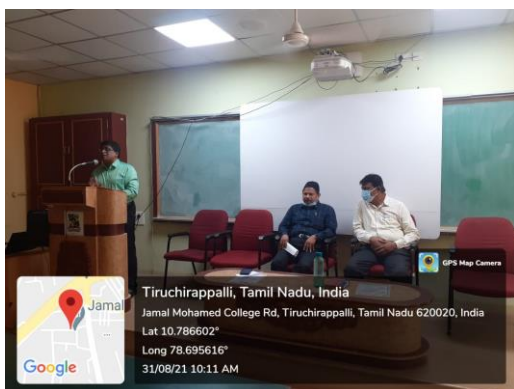 GPS Map Camera
Jamal
Google
Tiruchirappalli, Tamil Nadu, India
Jamal Mohamed College Rd, Tiruchirappalli, Tamil Nadu 620020, India
Lat 10.786602°
Long 78.695616°
31/08/21 10:11 AM